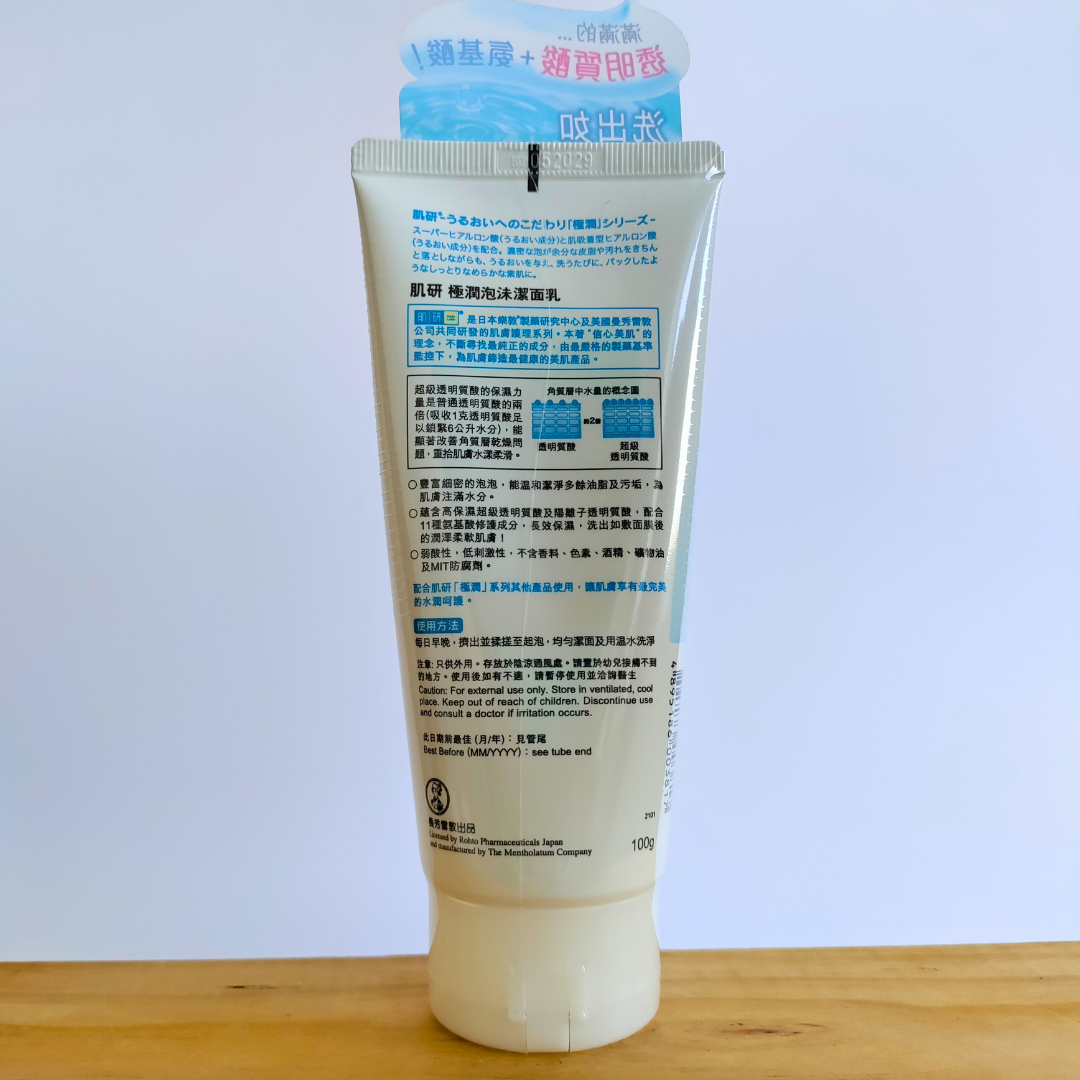 滿滿的...
透明質酸+氨基酸!
洗出如
052029
肌研®-うるおいへのこだわり「極潤」シリーズ-
スーパーヒアルロン酸(うるおい成分)と肌吸着型ヒアルロン酸
(うるおい成分)を配合。濃密な泡が余分な皮脂や汚れをきちん
と落としながらも、うるおいを与え、洗うたびに、パックしたよ
うなしっとりなめらかな素肌に。
肌研 極潤泡沫潔面乳
肌研 是日本樂敦®製藥研究中心及美國曼秀雷敦
公司共同研發的肌膚護理系列。本著"信心美肌"的
理念,不斷尋找最純正的成分,由最嚴格的製藥基準
監控下,為肌膚締造最健康的美肌產品。
超級透明質酸的保濕力
量是普通透明質酸的兩
倍(吸收1克透明質酸足
以鎖緊6公升水分),能
顯著改善角質層乾燥問
題,重拾肌膚水漾柔滑。
角質層中水量的概念圖
約2倍
透明質酸
超級
透明質酸
○豐富細密的泡泡,能溫和潔淨多餘油脂及污垢,為
肌膚注滿水分。
○蘊含高保濕超級透明質酸及陽離子透明質酸,配合
11種氨基酸修護成分,長效保濕,洗出如敷面膜後
的潤澤柔軟肌膚!
○弱酸性,低刺激性,不含香料、色素、酒精、礦物油
及MIT防腐劑。
配合肌研「極潤」系列其他產品使用,讓肌膚享有最完美
的水潤呵護。
使用方法
每日早晚,擠出並揉搓至起泡,均勻潔面及用溫水洗淨
注意: 只供外用。存放於陰涼通風處。請置於幼兒接觸不到
的地方。使用後如有不適,請暫停使用並洽詢醫生
Caution: For external use only. Store in ventilated, cool
place. Keep out of reach of children. Discontinue use
and consult a doctor if irritation occurs.
此日期前最佳 (月/年):見管尾
Best Before (MM/YYYY) : see tube end
曼秀雷敦出品
Licensed by Rohto Pharmaceuticals Japan
and manufactured by The Mentholatum Company
2101
100g